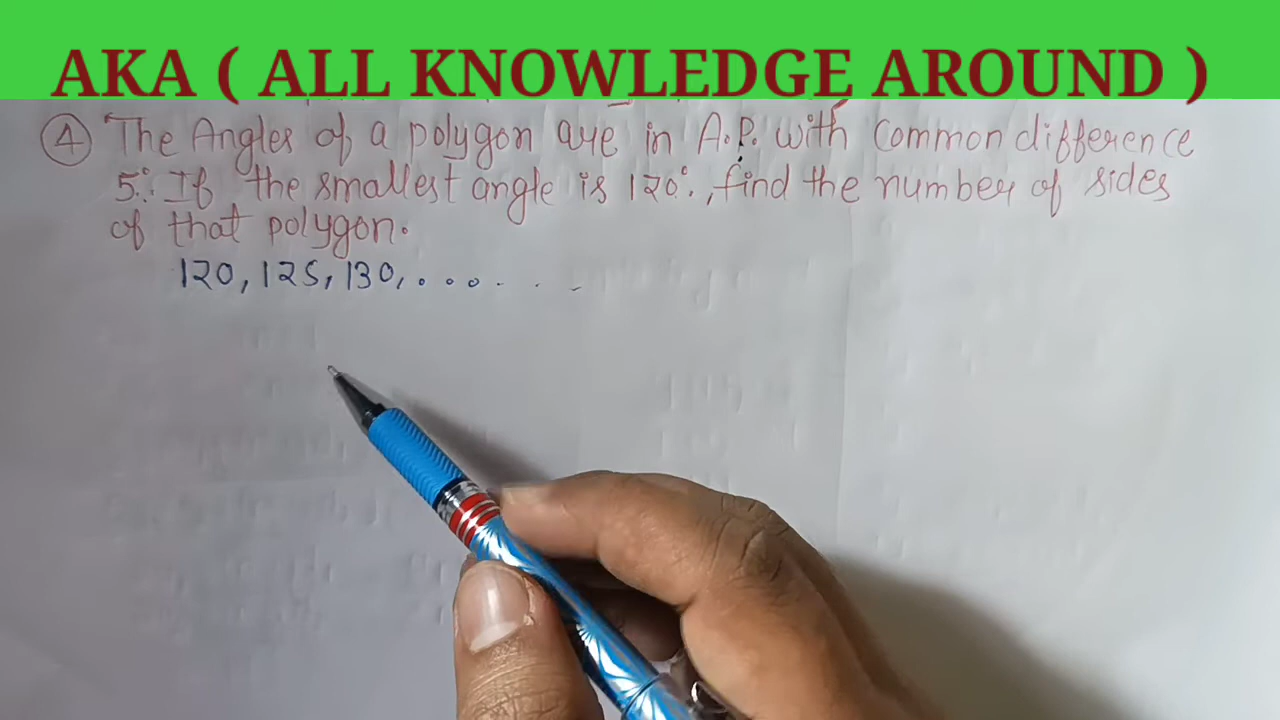 AKA ( ALL KNOWLEDGE AROUND )
④ The Angles of a polygon are in A.P. with Common difference
5°. If the smallest angle is 120°. , find the number of sides
of that polygon.
120, 125, 130, . . . . . . .